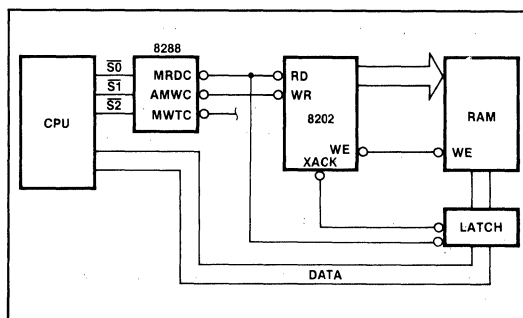 8288
S0
S1
S2
CPU
MRDC
AMWC
MWTC
RD
WR
8202
WE
XACK
RAM
WE
LATCH
DATA